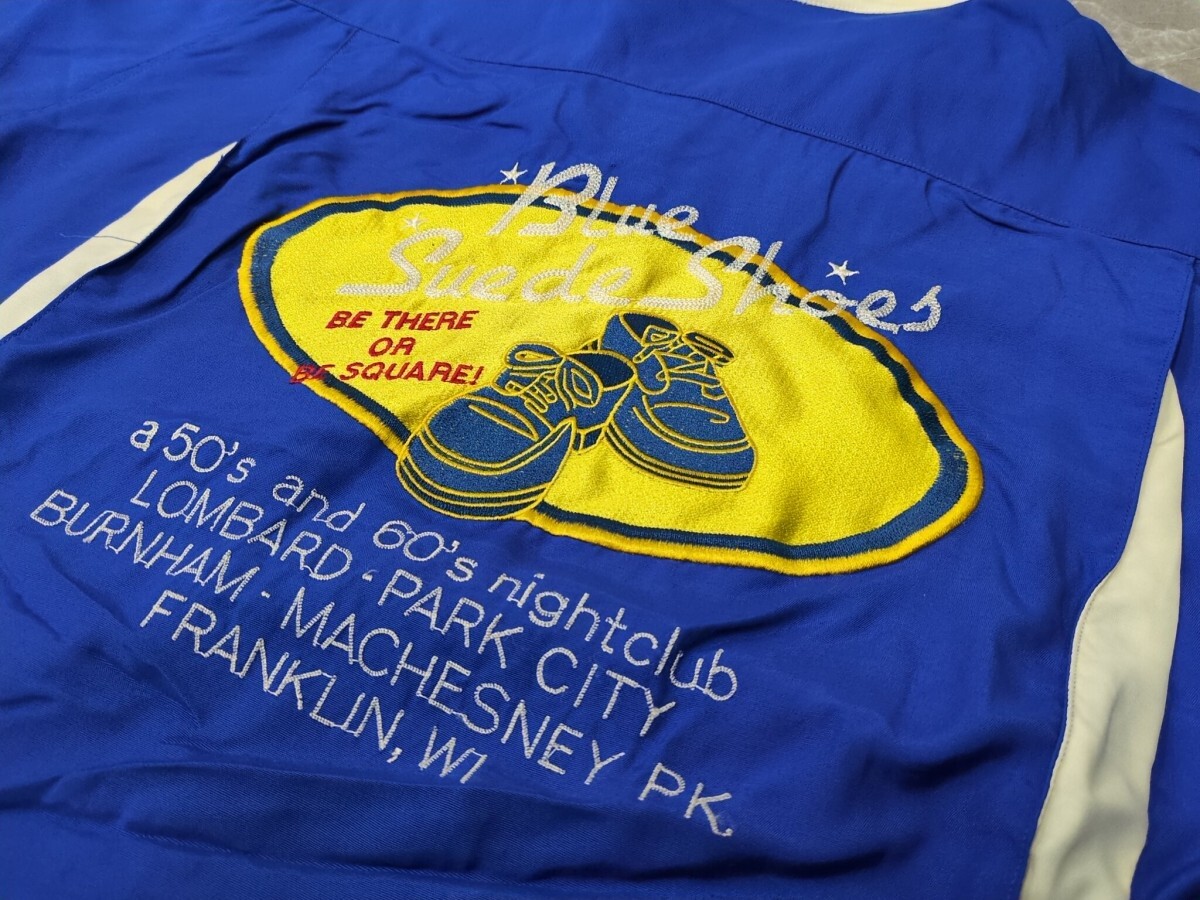 Blue
Suede Shoes
BE THERE
OR
BE SQUARE!
a 50's and 60's nightclub
LOMBARD - PARK CITY
BURNHAM - MACHESNEY PK.
FRANKLIN, WI